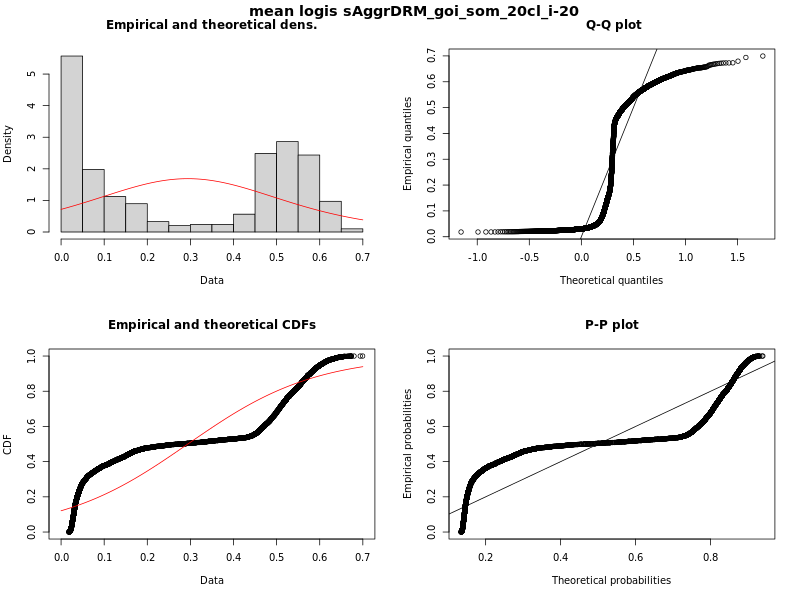 mean logis sAggrDRM_goi_som_20cl_i-20
Empirical and theoretical dens.
Density
0 1 2 3 4 5
0.0 0.1 0.2 0.3 0.4 0.5 0.6 0.7
Data
Q-Q plot
Empirical quantiles
0.0 0.1 0.2 0.3 0.4 0.5 0.6 0.7
-1.0 -0.5 0.0 0.5 1.0 1.5
Theoretical quantiles
Empirical and theoretical CDFs
CDF
0.0 0.2 0.4 0.6 0.8 1.0
0.0 0.1 0.2 0.3 0.4 0.5 0.6 0.7
Data
P-P plot
Empirical probabilities
0.0 0.2 0.4 0.6 0.8 1.0
0.2 0.4 0.6 0.8
Theoretical probabilities